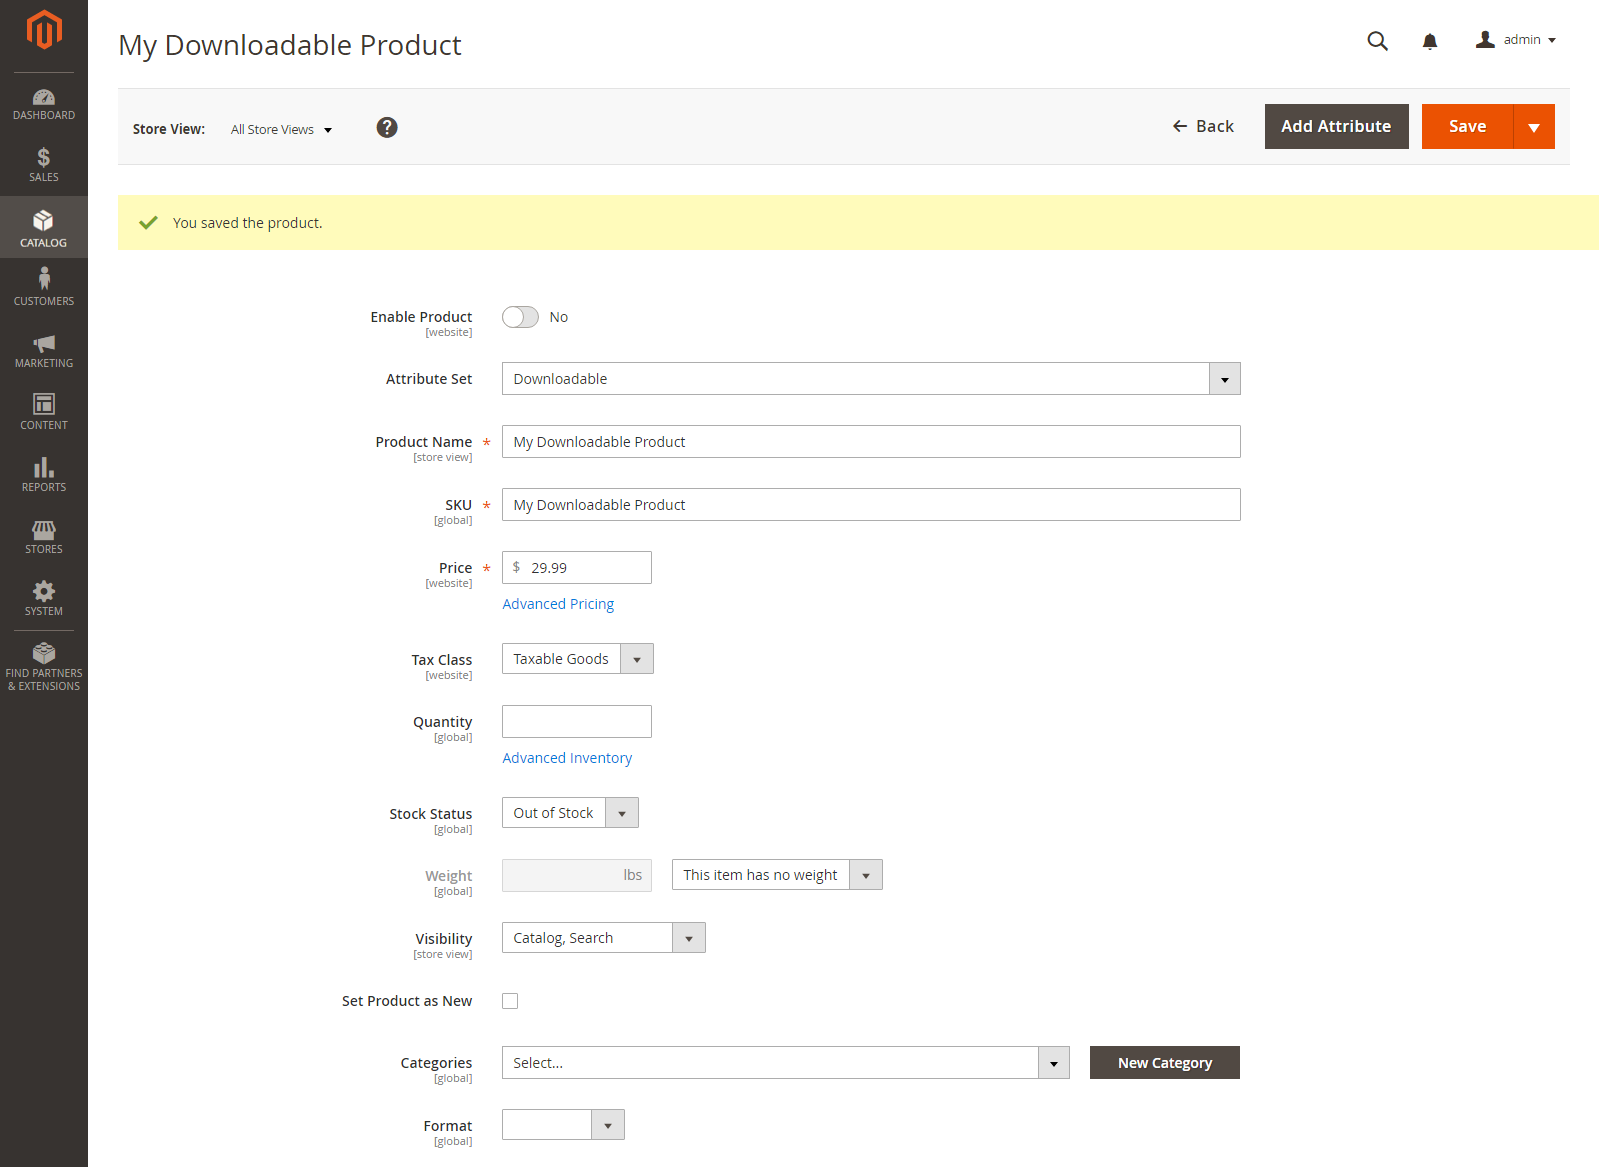 My Downloadable Product
admin
DASHBOARD
SALES
CATALOG
CUSTOMERS
MARKETING
CONTENT
REPORTS
STORES
SYSTEM
FIND PARTNERS
& EXTENSIONS
Store View: All Store Views ?
Back Add Attribute Save
You saved the product.
Enable Product No
[website]
Attribute Set Downloadable
Product Name * My Downloadable Product
[store view]
SKU * My Downloadable Product
[global]
Price * $ 29.99
[website]
Advanced Pricing
Tax Class Taxable Goods
[website]
Quantity
[global]
Advanced Inventory
Stock Status Out of Stock
[global]
Weight lbs This item has no weight
[global]
Visibility Catalog, Search
[store view]
Set Product as New
Categories Select... New Category
[global]
Format
[global]